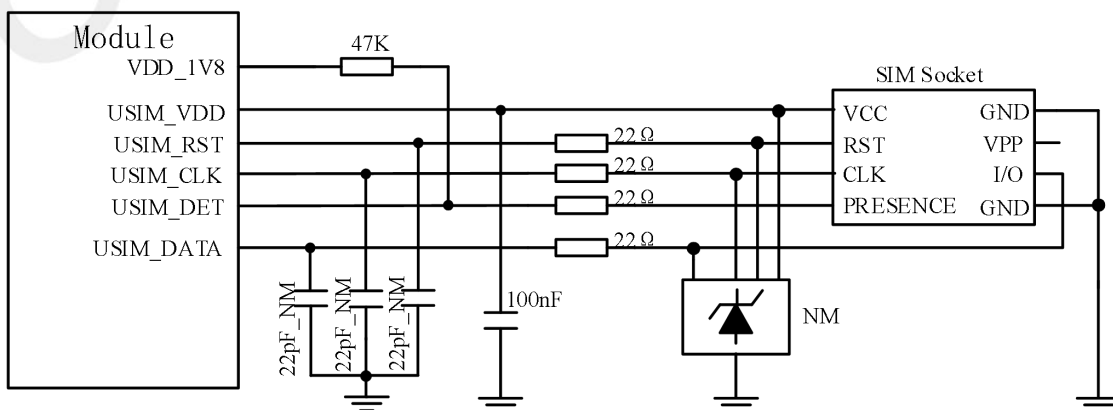 Module
VDD_1V8
47K
USIM_VDD
USIM_RST
USIM_CLK
USIM_DET
USIM_DATA
22Ω
22Ω
22Ω
22Ω
SIM Socket
VCC
GND
RST
VPP
CLK
I/O
PRESENCE
GND
22pF_NM
22pF_NM
22pF_NM
100nF
NM